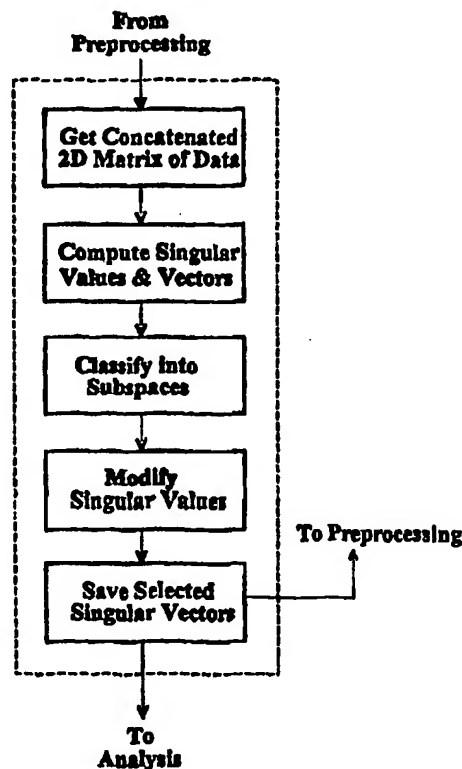 From
Preprocessing
Get Concatenated
2D Matrix of Data
Compute Singular
Values & Vectors
Classify into
Subspaces
Modify
Singular Values
To Preprocessing
Save Selected
Singular Vectors
To
Analysis